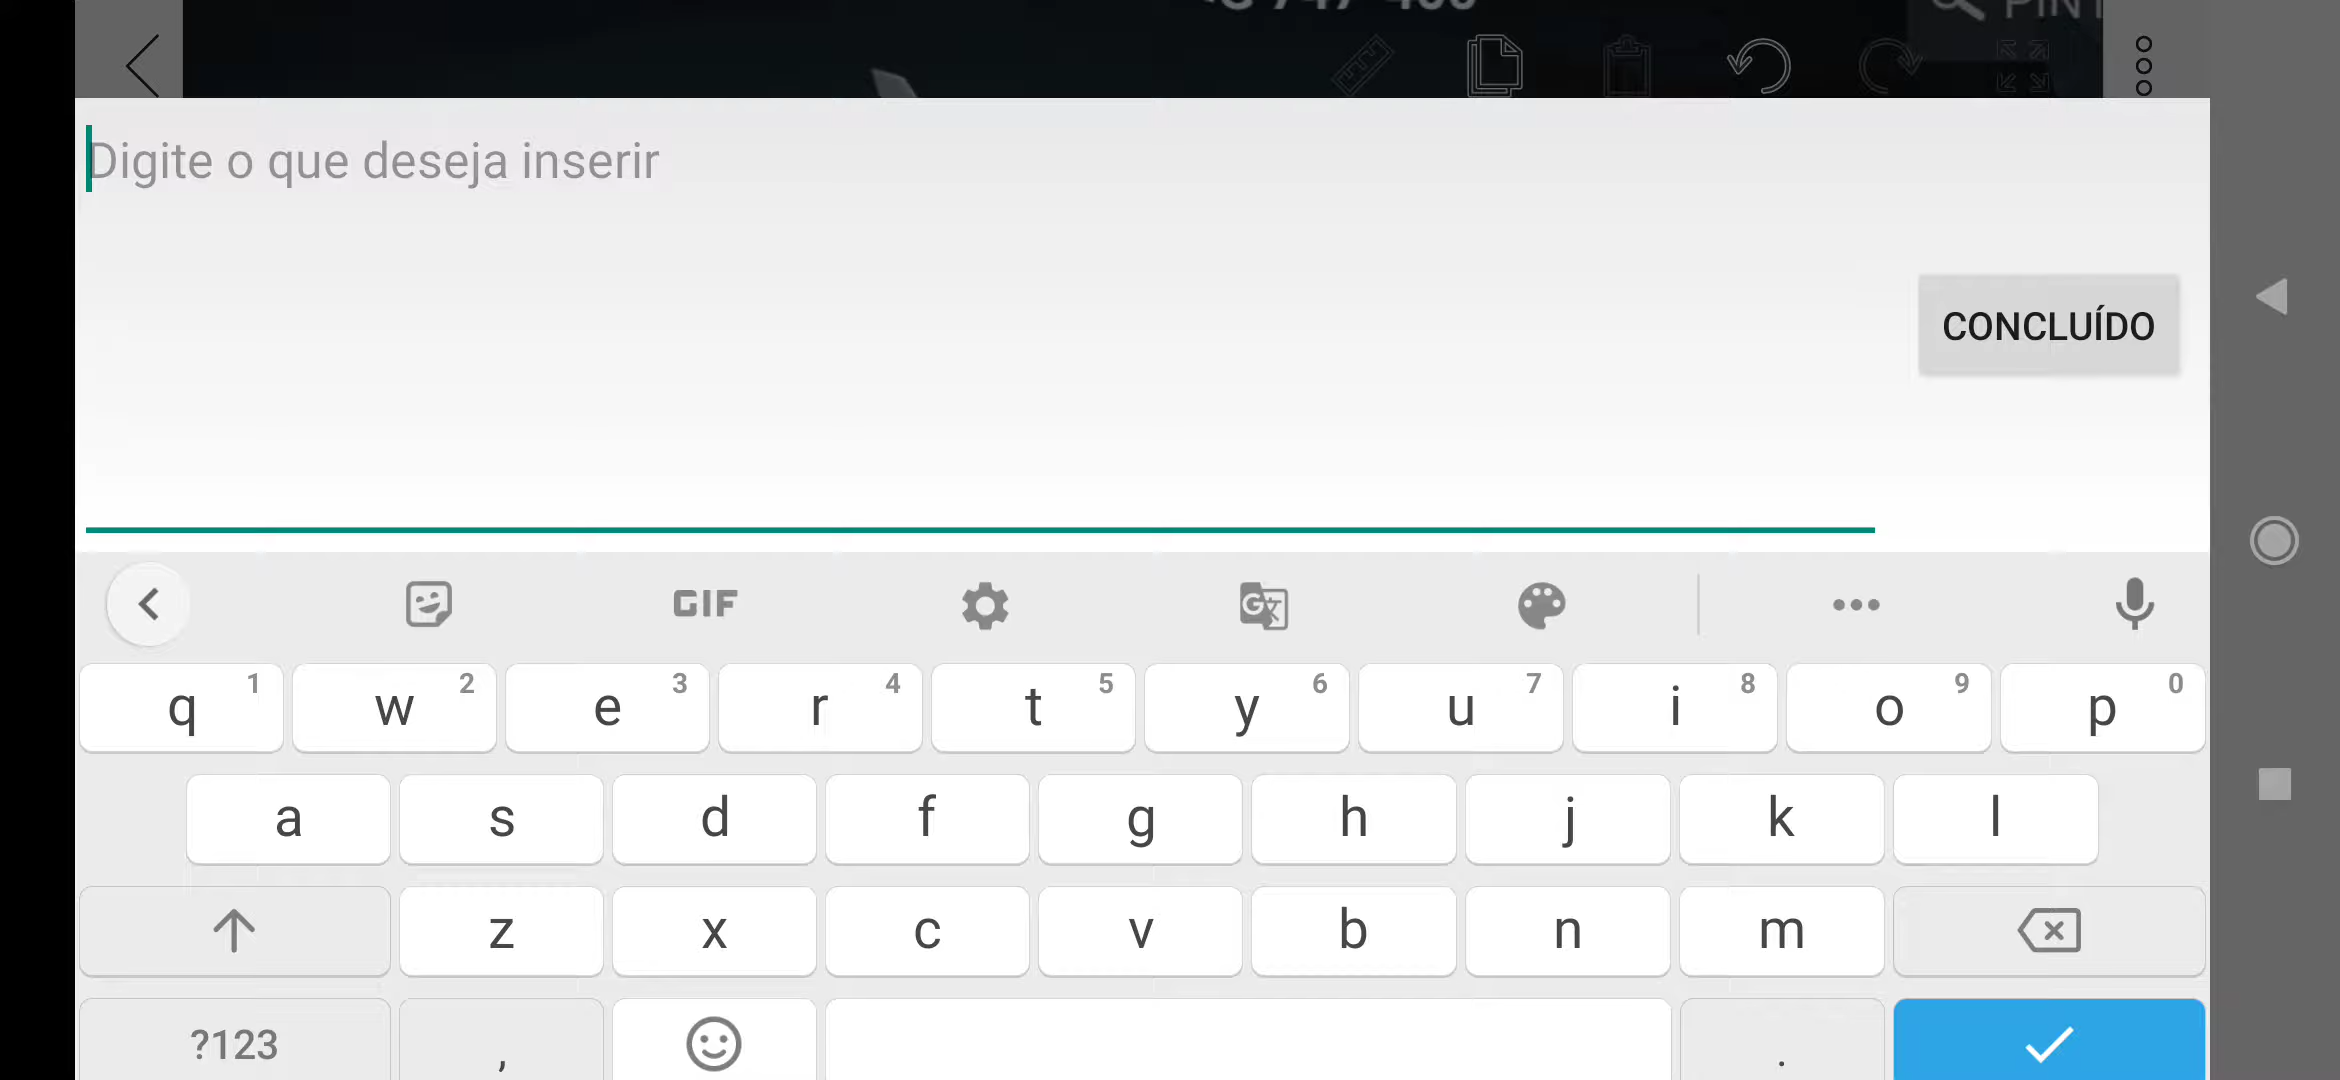 Digite o que deseja inserir
CONCLUÍDO
GIF
q 1 w 2 e 3 r 4 t 5 y 6 u 7 i 8 o 9 p 0
a s d f g h j k l
z x c v b n m
?123 , .